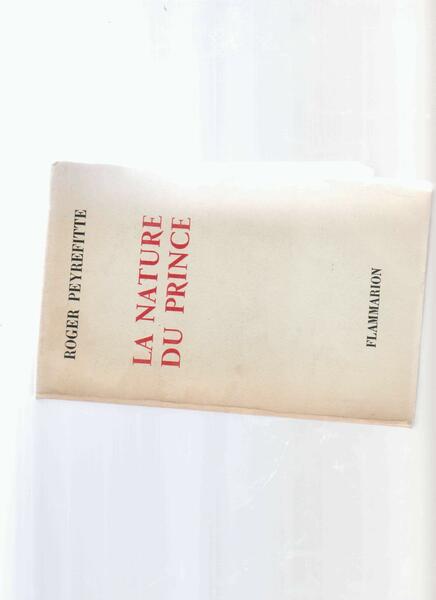 ROGER PEYREFITTE
LA NATURE
DU PRINCE
FLAMMARION